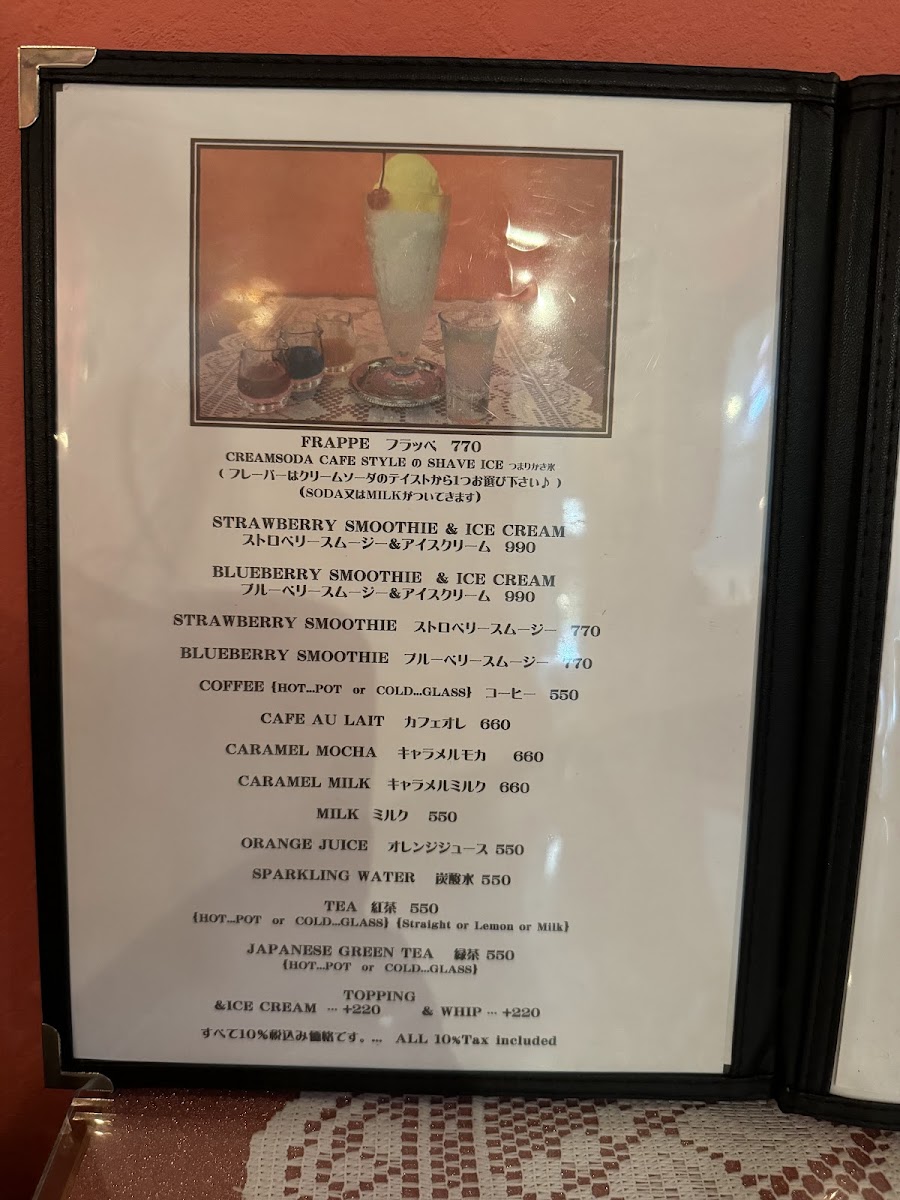 FRAPPE フラッペ 770
CREAMSODA CAFE STYLE の SHAVE ICE つまりかき氷
( フレーバーはクリームソーダのテイストから1つお選び下さい♪ )
(SODA又はMILKがついてきます)
STRAWBERRY SMOOTHIE & ICE CREAM
ストロベリースムージー&アイスクリーム 990
BLUEBERRY SMOOTHIE & ICE CREAM
ブルーベリースムージー&アイスクリーム 990
STRAWBERRY SMOOTHIE ストロベリースムージー 770
BLUEBERRY SMOOTHIE ブルーベリースムージー 770
COFFEE {HOT...POT or COLD...GLASS} コーヒー 550
CAFE AU LAIT カフェオレ 660
CARAMEL MOCHA キャラメルモカ 660
CARAMEL MILK キャラメルミルク 660
MILK ミルク 550
ORANGE JUICE オレンジジュース 550
SPARKLING WATER 炭酸水 550
TEA 紅茶 550
{HOT...POT or COLD...GLASS} {Straight or Lemon or Milk}
JAPANESE GREEN TEA 緑茶 550
{HOT...POT or COLD...GLASS}
TOPPING
&ICE CREAM … +220 & WHIP … +220
すべて10%税込み価格です。... ALL 10%Tax included